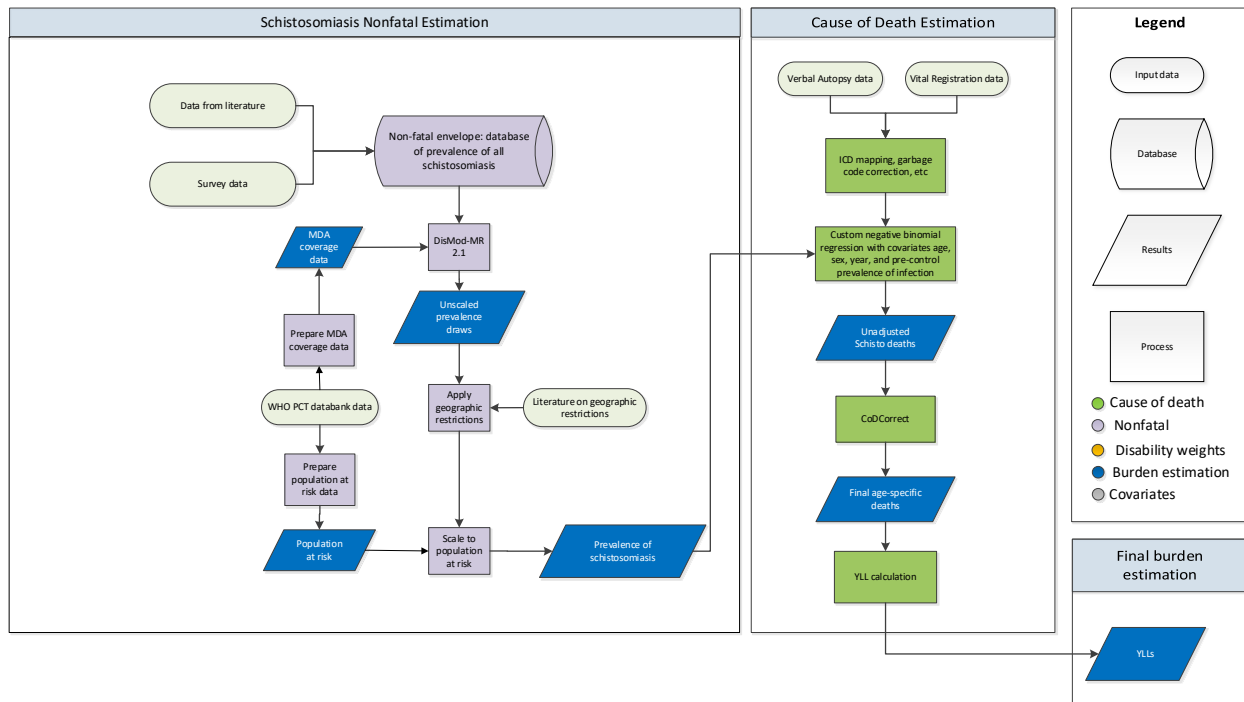 Schistosomiasis Nonfatal Estimation
Data from literature
Survey data
Non-fatal envelope: database
of prevalence of all
schistosomiasis
MDA
coverage
data
DisMod-MR
2.1
Unscaled
prevalence
draws
Prepare MDA
coverage data
WHO PCT databank data
Apply
geographic
restrictions
Literature on geographic
restrictions
Prepare
population at
risk data
Population
at risk
Scale to
population
at risk
Prevalence of
schistosomiasis
Cause of Death Estimation
Verbal Autopsy data
Vital Registration data
ICD mapping, garbage
code correction, etc
Custom negative binomial
regression with covariates age,
sex, year, and pre-control
prevalence of infection
Unadjusted
Schisto deaths
CoDCorrect
Final age-specific
deaths
YLL calculation
Legend
Input data
Database
Results
Process
Cause of death
Nonfatal
Disability weights
Burden estimation
Covariates
Final burden
estimation
YLLs